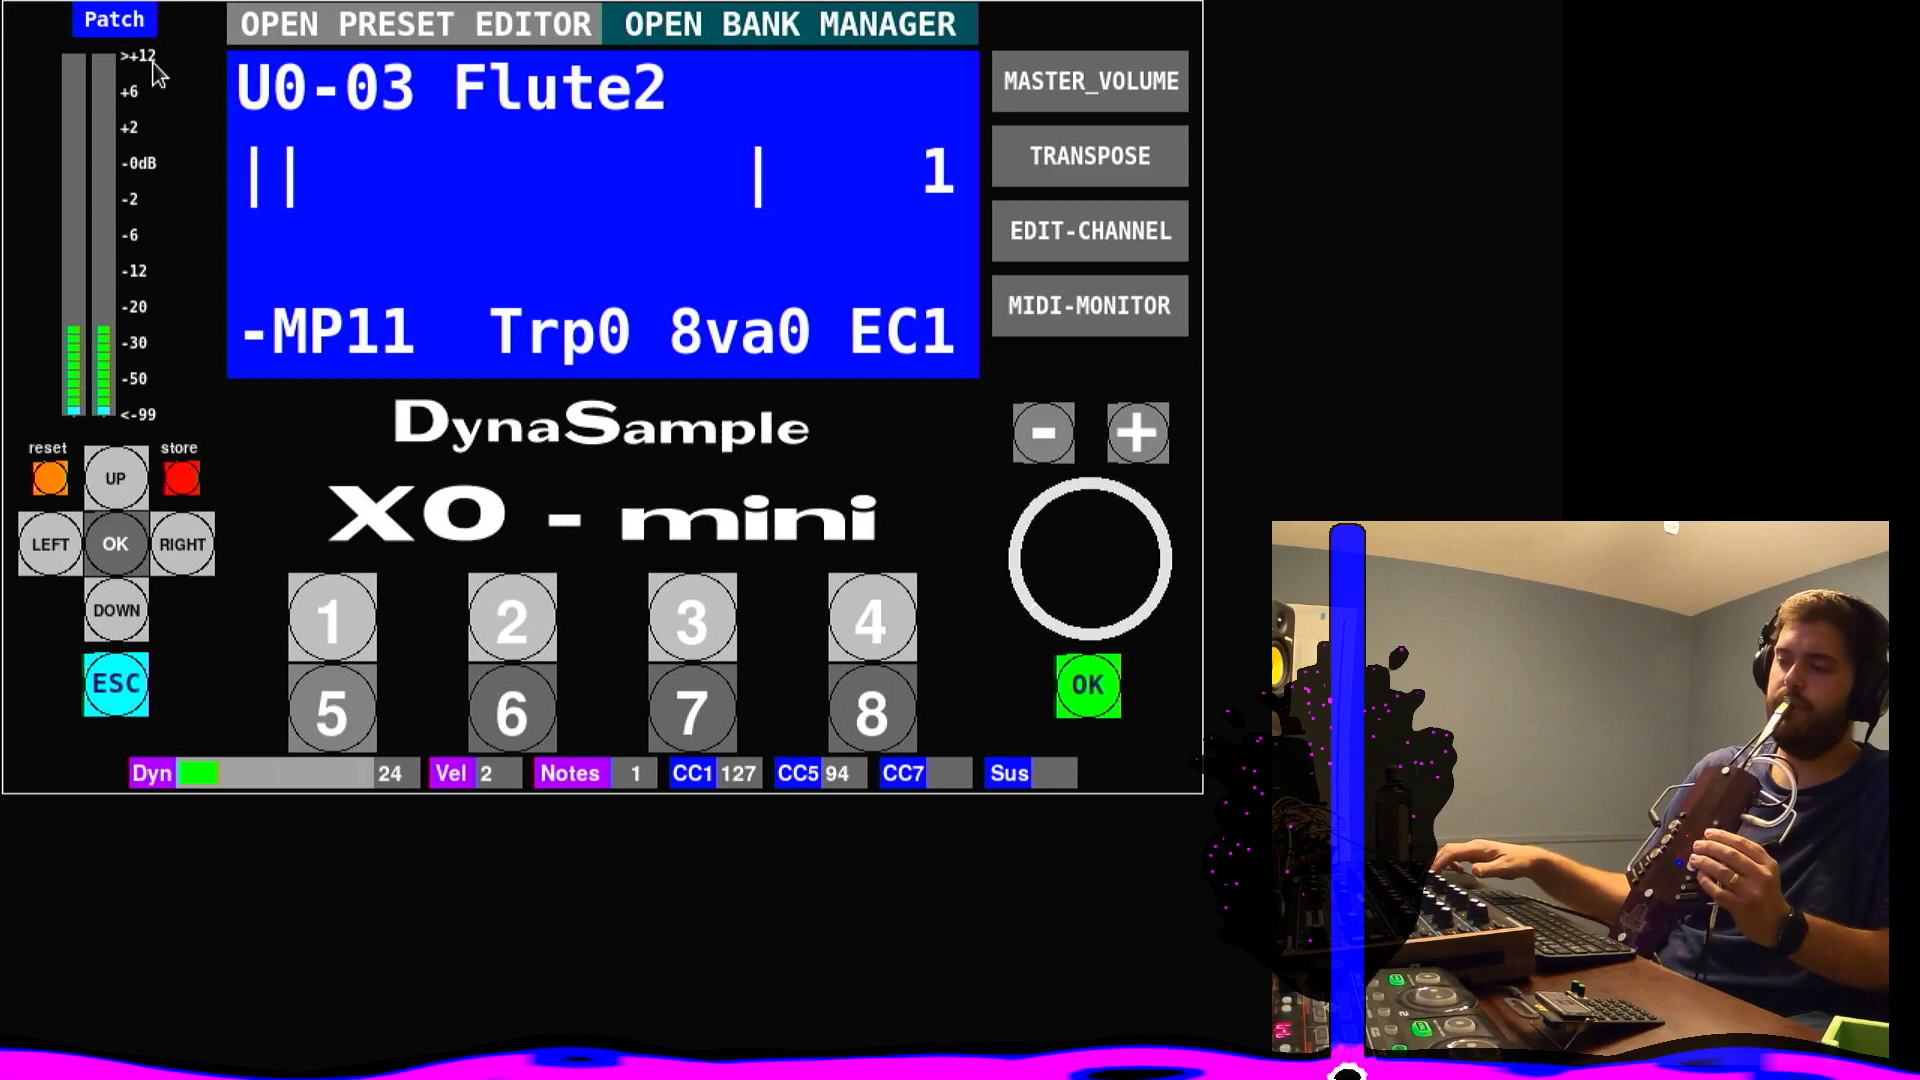 Patch
OPEN PRESET EDITOR
OPEN BANK MANAGER
>+12
+6
+2
-0dB
-2
-6
-12
-20
-30
-50
<-99
U0-03 Flute2
|| | 1
-MP11 Trp0 8va0 EC1
MASTER_VOLUME
TRANSPOSE
EDIT-CHANNEL
MIDI-MONITOR
DynaSample
XO - mini
- +
reset
store
UP
LEFT OK RIGHT
DOWN
ESC
1 2 3 4
5 6 7 8
OK
Dyn 24 Vel 2 Notes 1 CC1 127 CC5 94 CC7 Sus